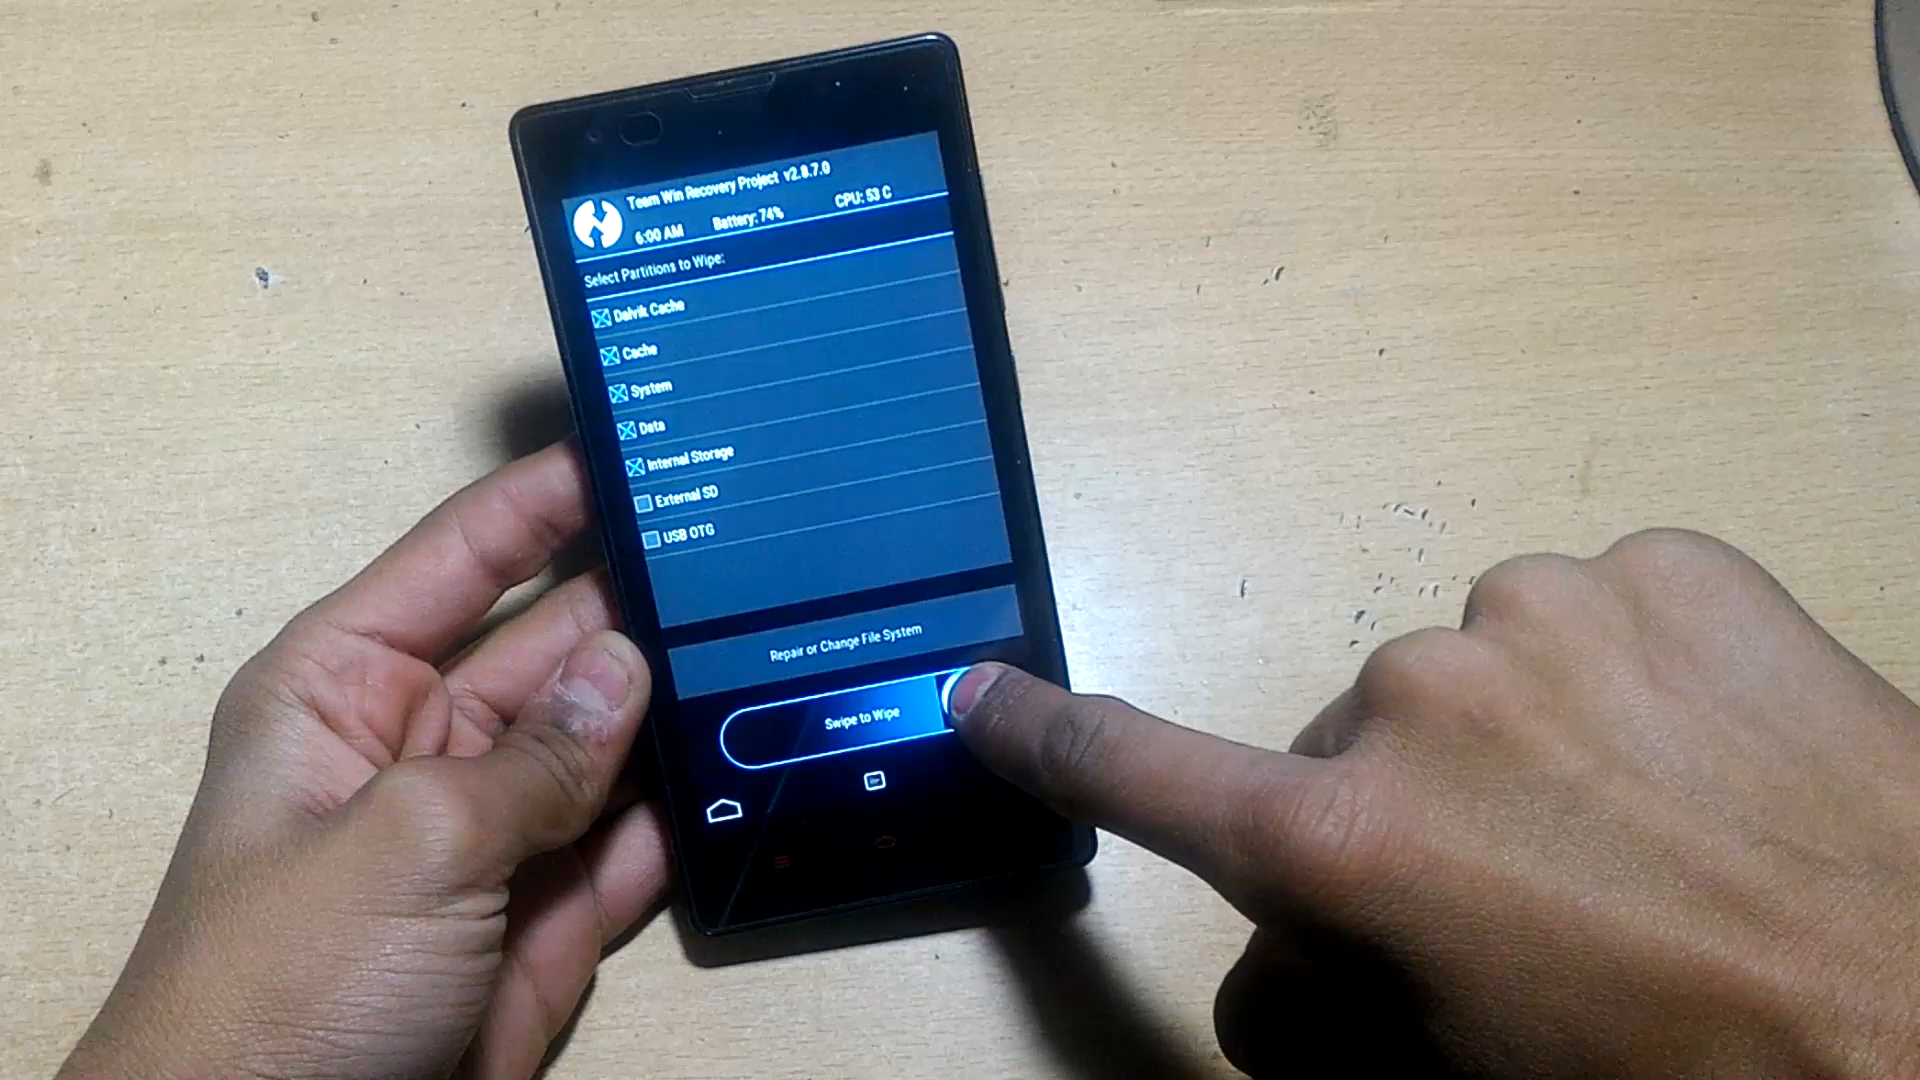 Team Win Recovery Project v2.8.7.0
6:00 AM Battery: 74% CPU: 53 C
Select Partitions to Wipe:
Dalvik Cache
Cache
System
Data
Internal Storage
External SD
USB OTG
Repair or Change File System
Swipe to Wipe